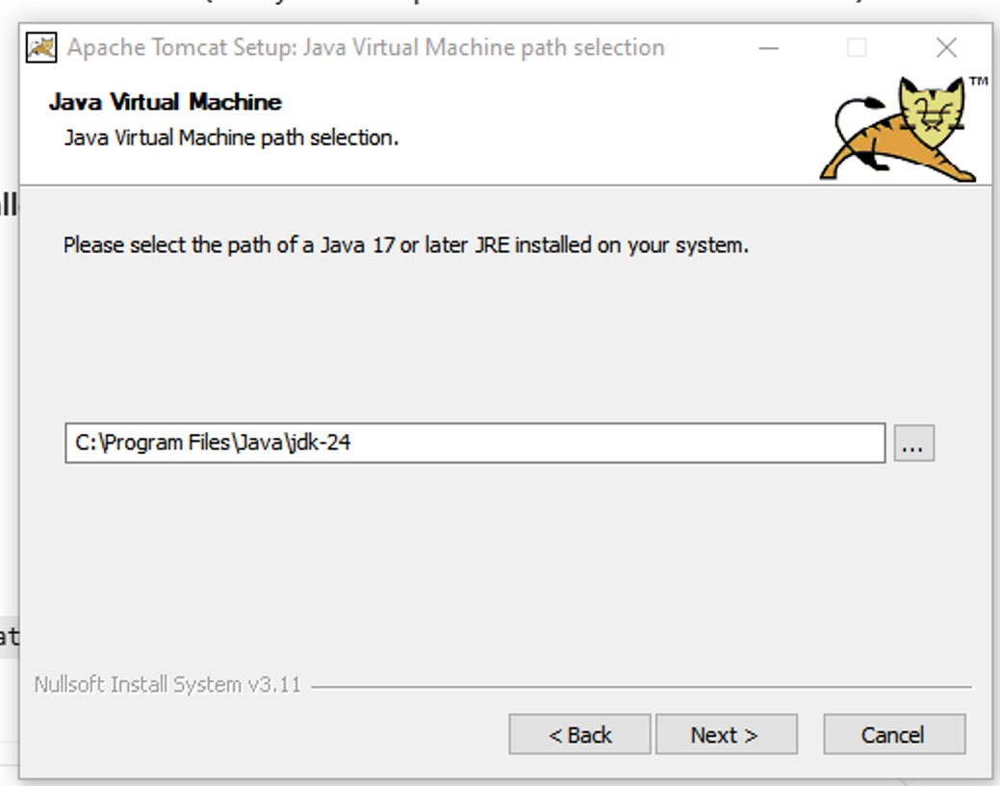 Apache Tomcat Setup: Java Virtual Machine path selection
Java Virtual Machine
Java Virtual Machine path selection.
TM
Please select the path of a Java 17 or later JRE installed on your system.
C:\Program Files\Java\jdk-24
...
at
Nullsoft Install System v3.11
< Back
Next >
Cancel